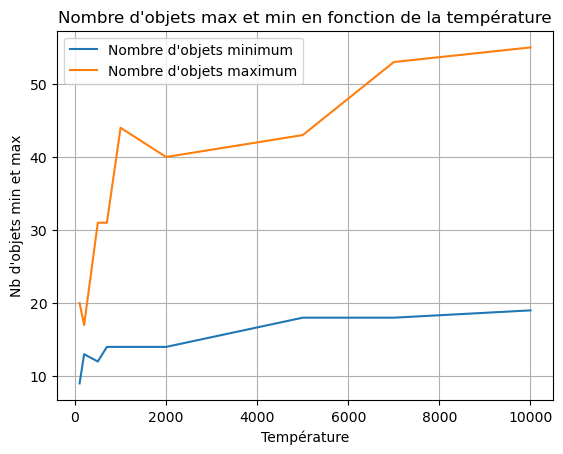 Nombre d'objets max et min en fonction de la température
Nombre d'objets minimum
Nombre d'objets maximum
Nb d'objets min et max
50
40
30
20
10
0
2000
4000
6000
8000
10000
Température